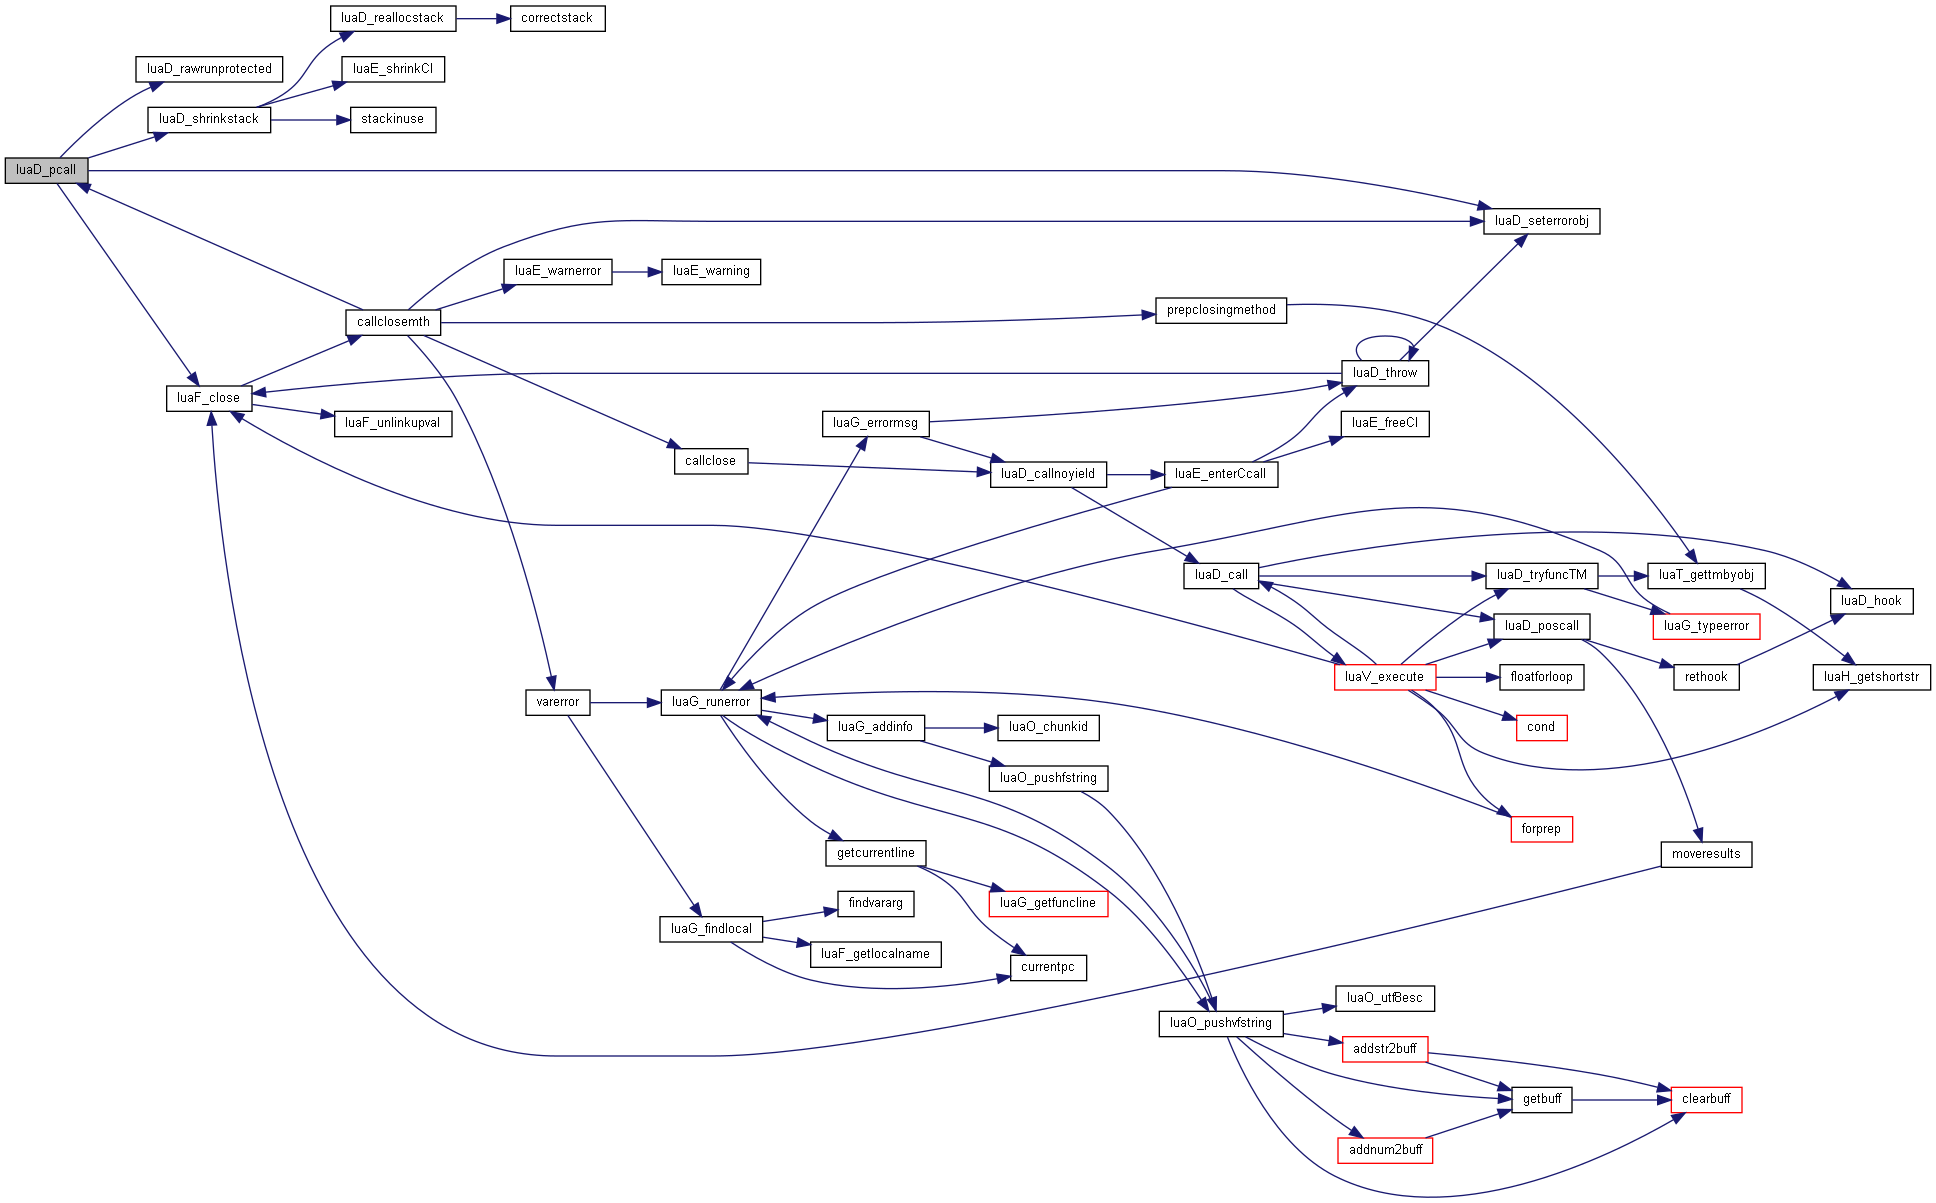 luaD_reallocstack
correctstack
luaD_rawrunprotected
luaE_shrinkCI
luaD_shrinkstack
stackinuse
luaD_pcall
luaD_seterrorobj
luaE_warnerror
luaE_warning
prepclosingmethod
callclosemth
luaD_throw
luaF_close
luaF_unlinkupval
luaG_errormsg
luaE_freeCI
callclose
luaD_callnoyield
luaE_enterCcall
luaD_call
luaD_tryfuncTM
luaT_gettmbyobj
luaD_hook
luaD_poscall
luaG_typeerror
luaV_execute
floatforloop
rethook
luaH_getshortstr
varerror
luaG_runerror
luaG_addinfo
luaO_chunkid
cond
luaO_pushfstring
forprep
getcurrentline
moveresults
luaG_getfuncline
findvararg
luaG_findlocal
luaF_getlocalname
currentpc
luaO_utf8esc
luaO_pushvfstring
addstr2buff
getbuff
clearbuff
addnum2buff